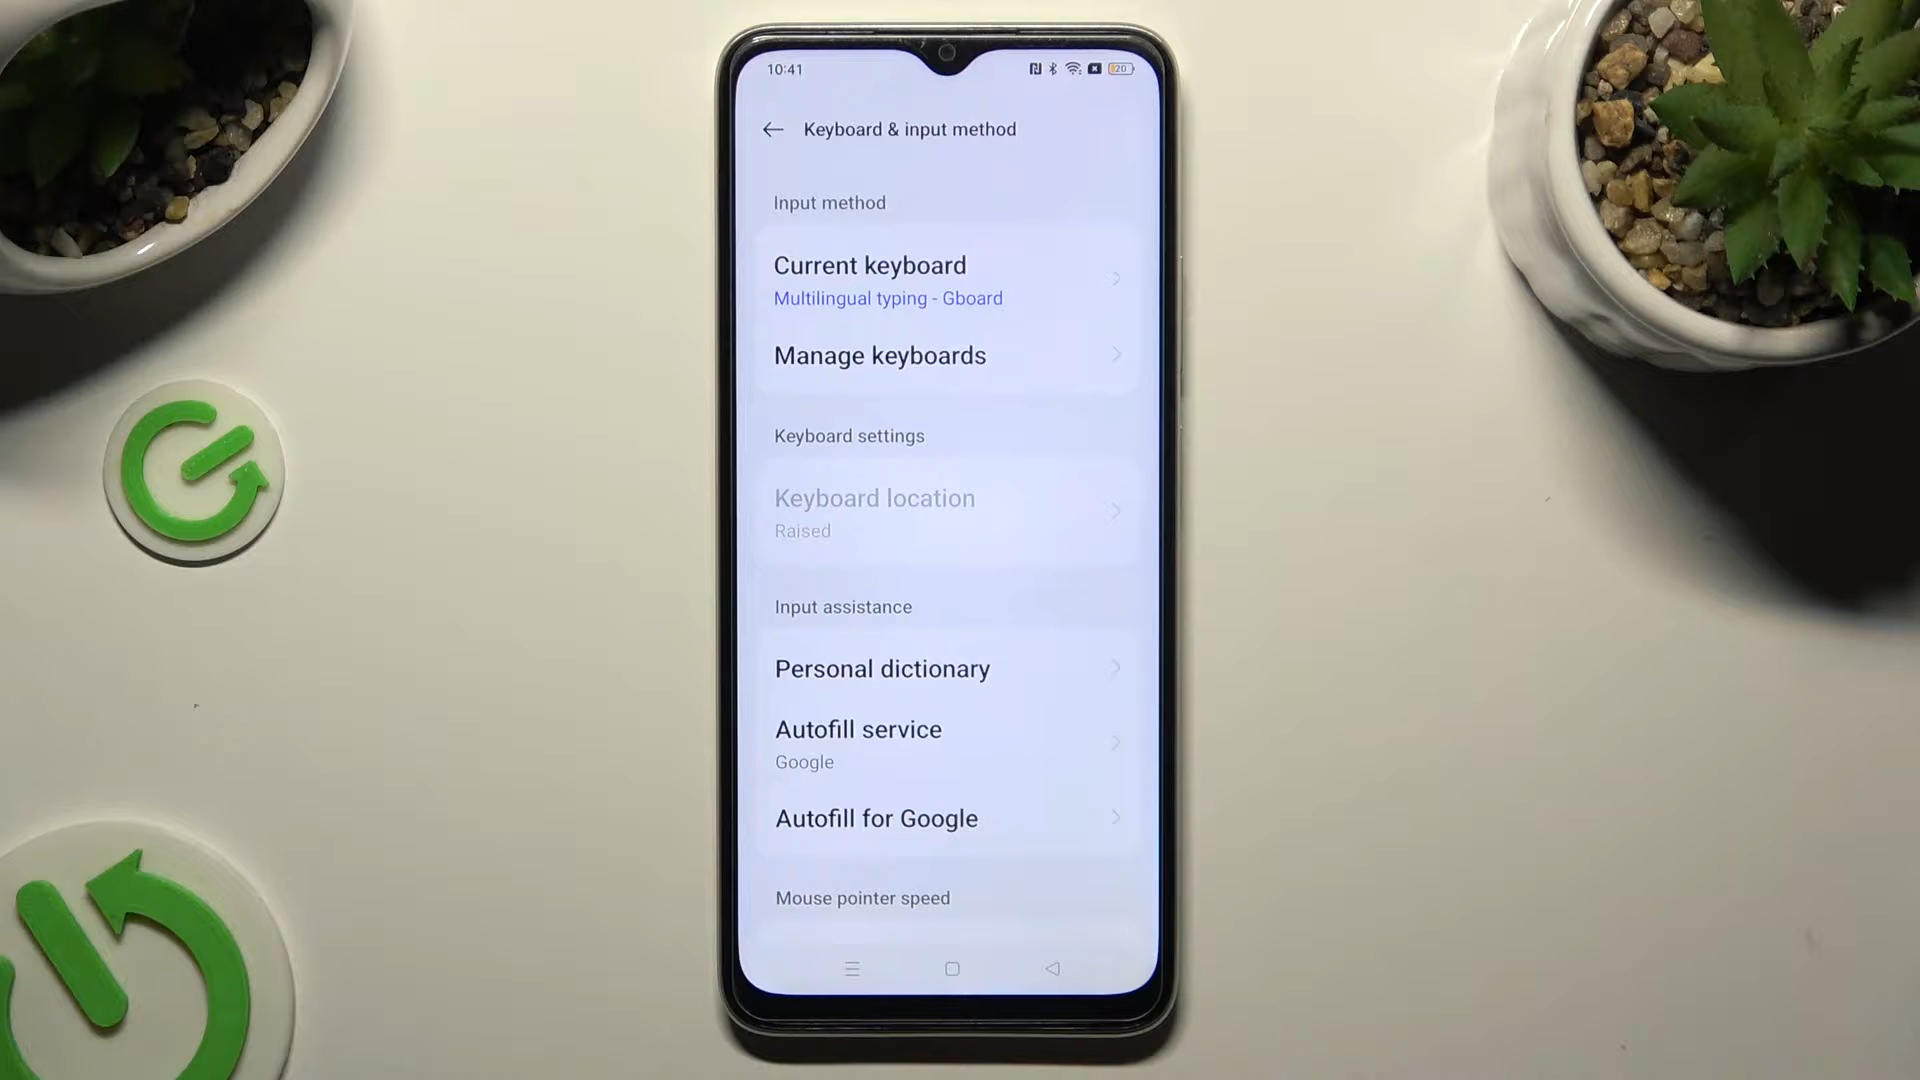 10:41
20
Keyboard & input method
Input method
Current keyboard
Multilingual typing - Gboard
Manage keyboards
Keyboard settings
Keyboard location
Raised
Input assistance
Personal dictionary
Autofill service
Google
Autofill for Google
Mouse pointer speed